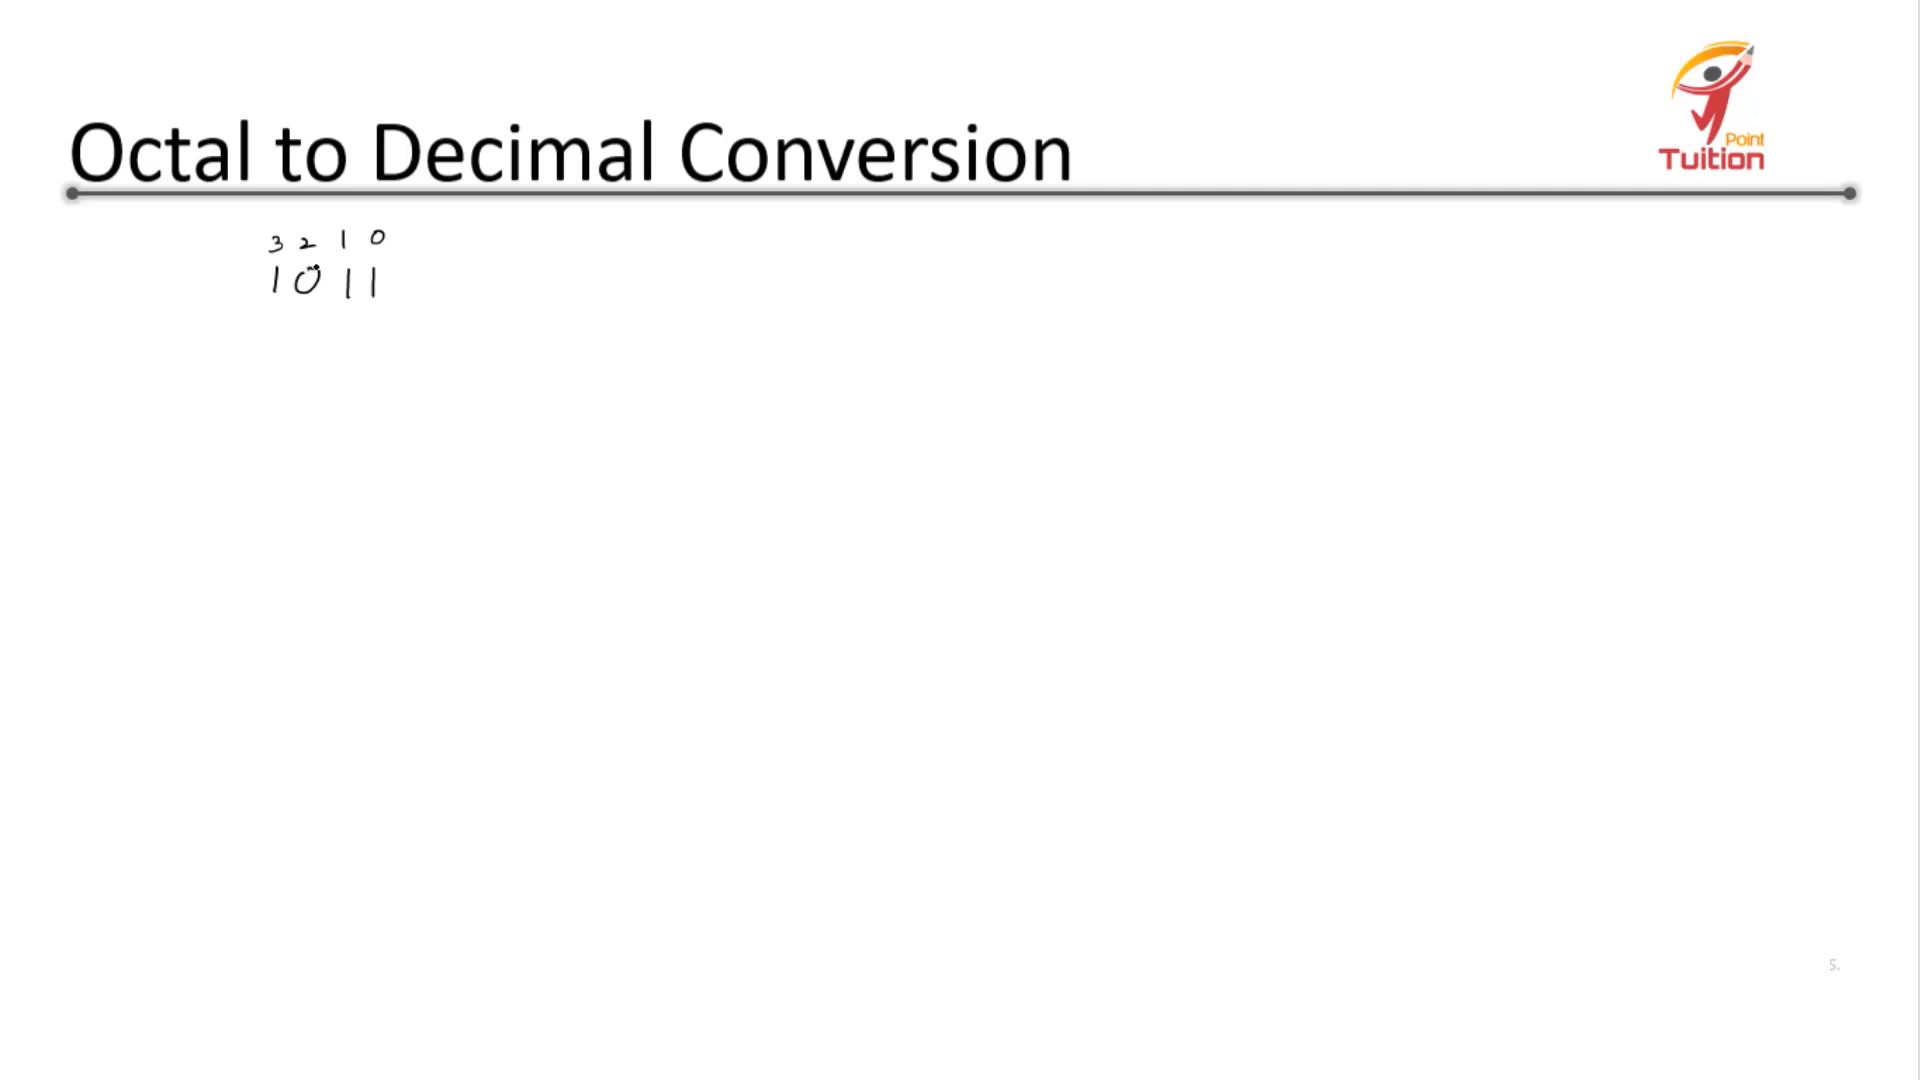 Point
Tuition
Octal to Decimal Conversion
3 2 1 0
1 0 1 1
S.